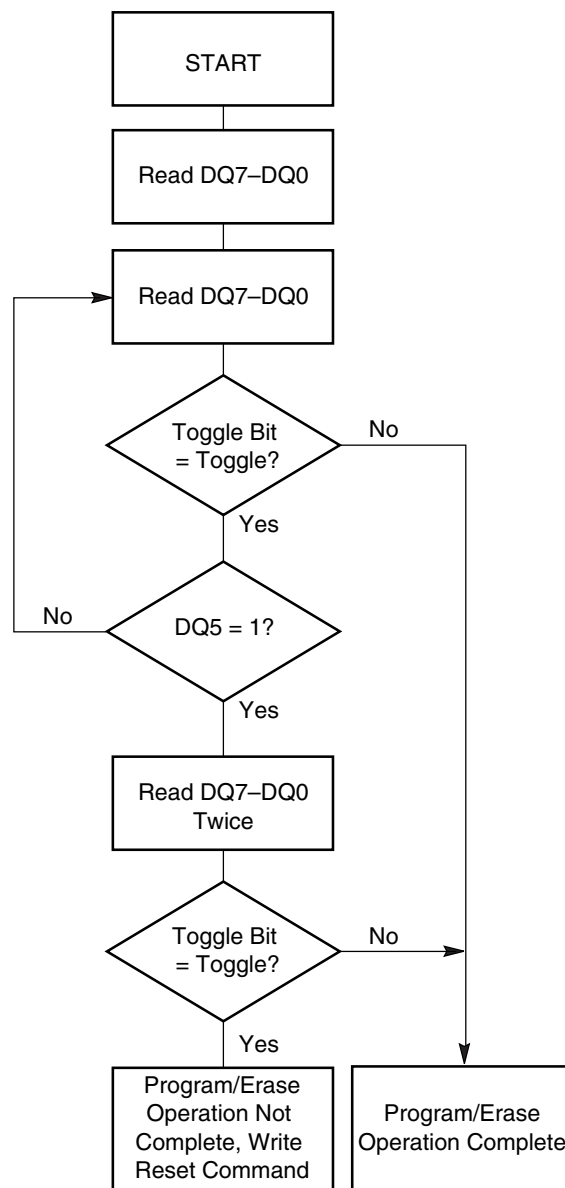 START
Read DQ7–DQ0
Read DQ7–DQ0
Toggle Bit
= Toggle?
No
Yes
No
DQ5 = 1?
Yes
Read DQ7–DQ0
Twice
Toggle Bit
= Toggle?
No
Yes
Program/Erase
Operation Not
Complete, Write
Reset Command
Program/Erase
Operation Complete